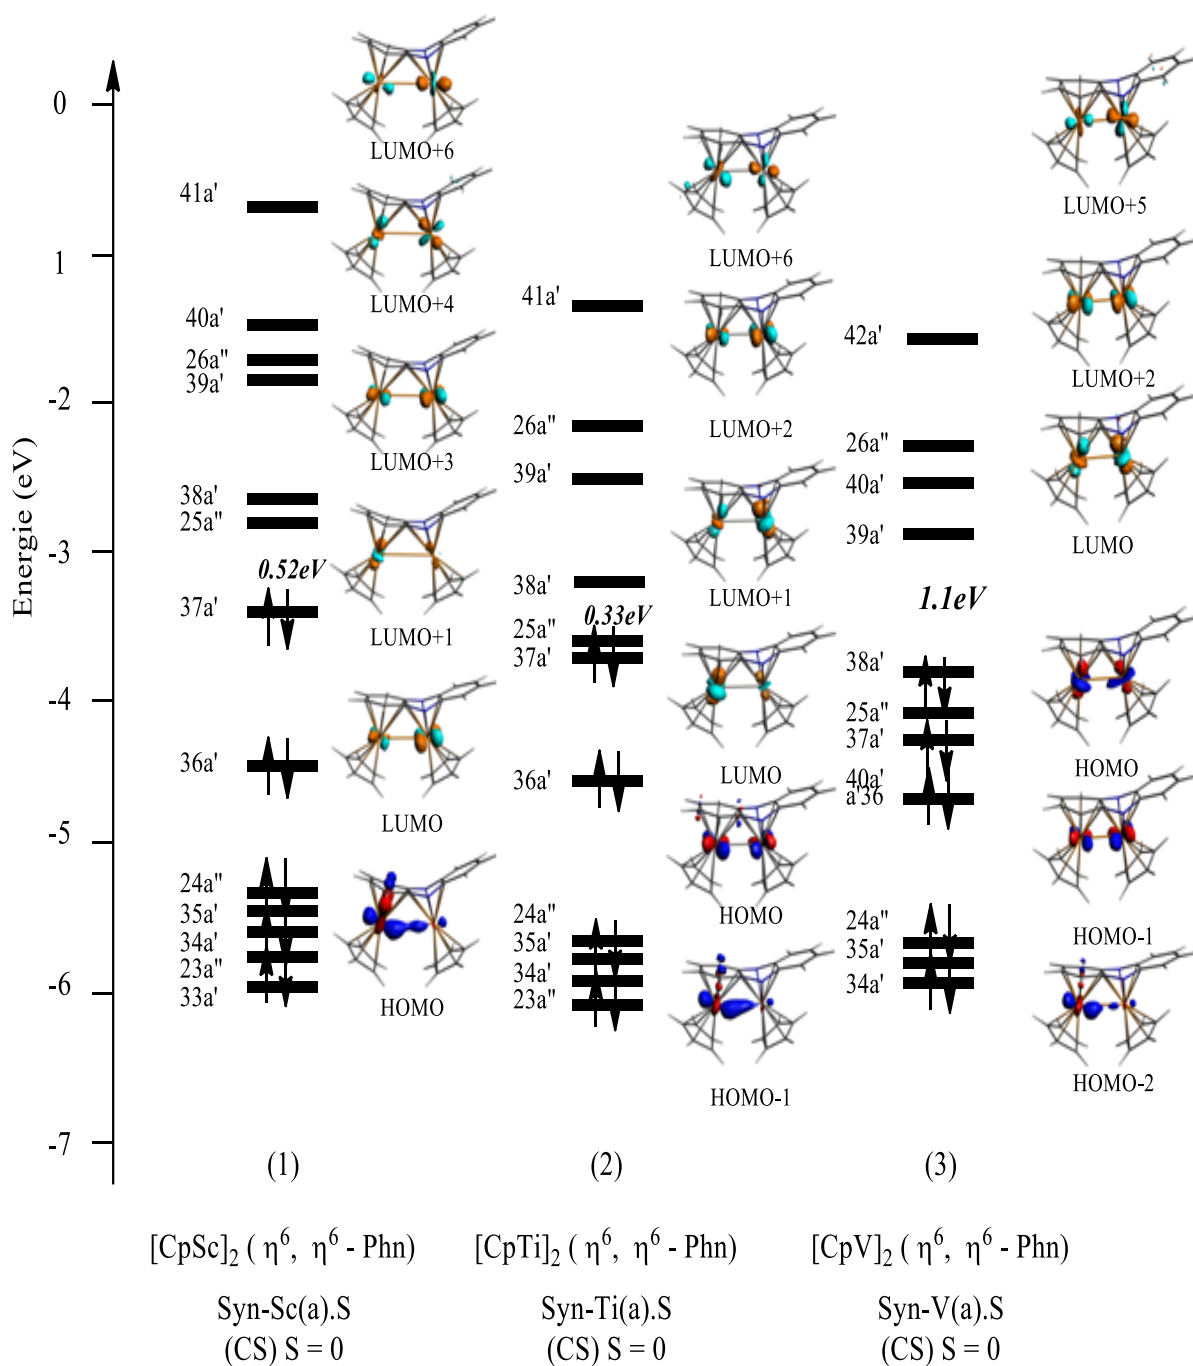 Energie (eV)
0
1
-2
-3
-4
-5
-6
-7
41a'
40a'
26a"
39a'
38a'
25a"
0.52eV
37a'
36a'
24a"
35a'
34a'
23a"
33a'
LUMO+6
LUMO+4
LUMO+3
LUMO+1
LUMO
HOMO
41a'
26a"
39a'
38a'
0.33eV
25a"
37a'
36a'
24a"
35a'
34a'
23a"
LUMO+6
LUMO+2
LUMO+1
LUMO
HOMO
HOMO-1
42a'
26a"
40a'
39a'
1.1eV
38a'
25a"
37a'
40a'
a'36
24a"
35a'
34a'
LUMO+5
LUMO+2
LUMO
HOMO
HOMO-1
HOMO-2
(1) (2) (3)
[CpSc]₂ ( η⁶, η⁶ - Phn) [CpTi]₂ ( η⁶, η⁶ - Phn) [CpV]₂ ( η⁶, η⁶ - Phn)
Syn-Sc(a).S Syn-Ti(a).S Syn-V(a).S
(CS) S = 0 (CS) S = 0 (CS) S = 0